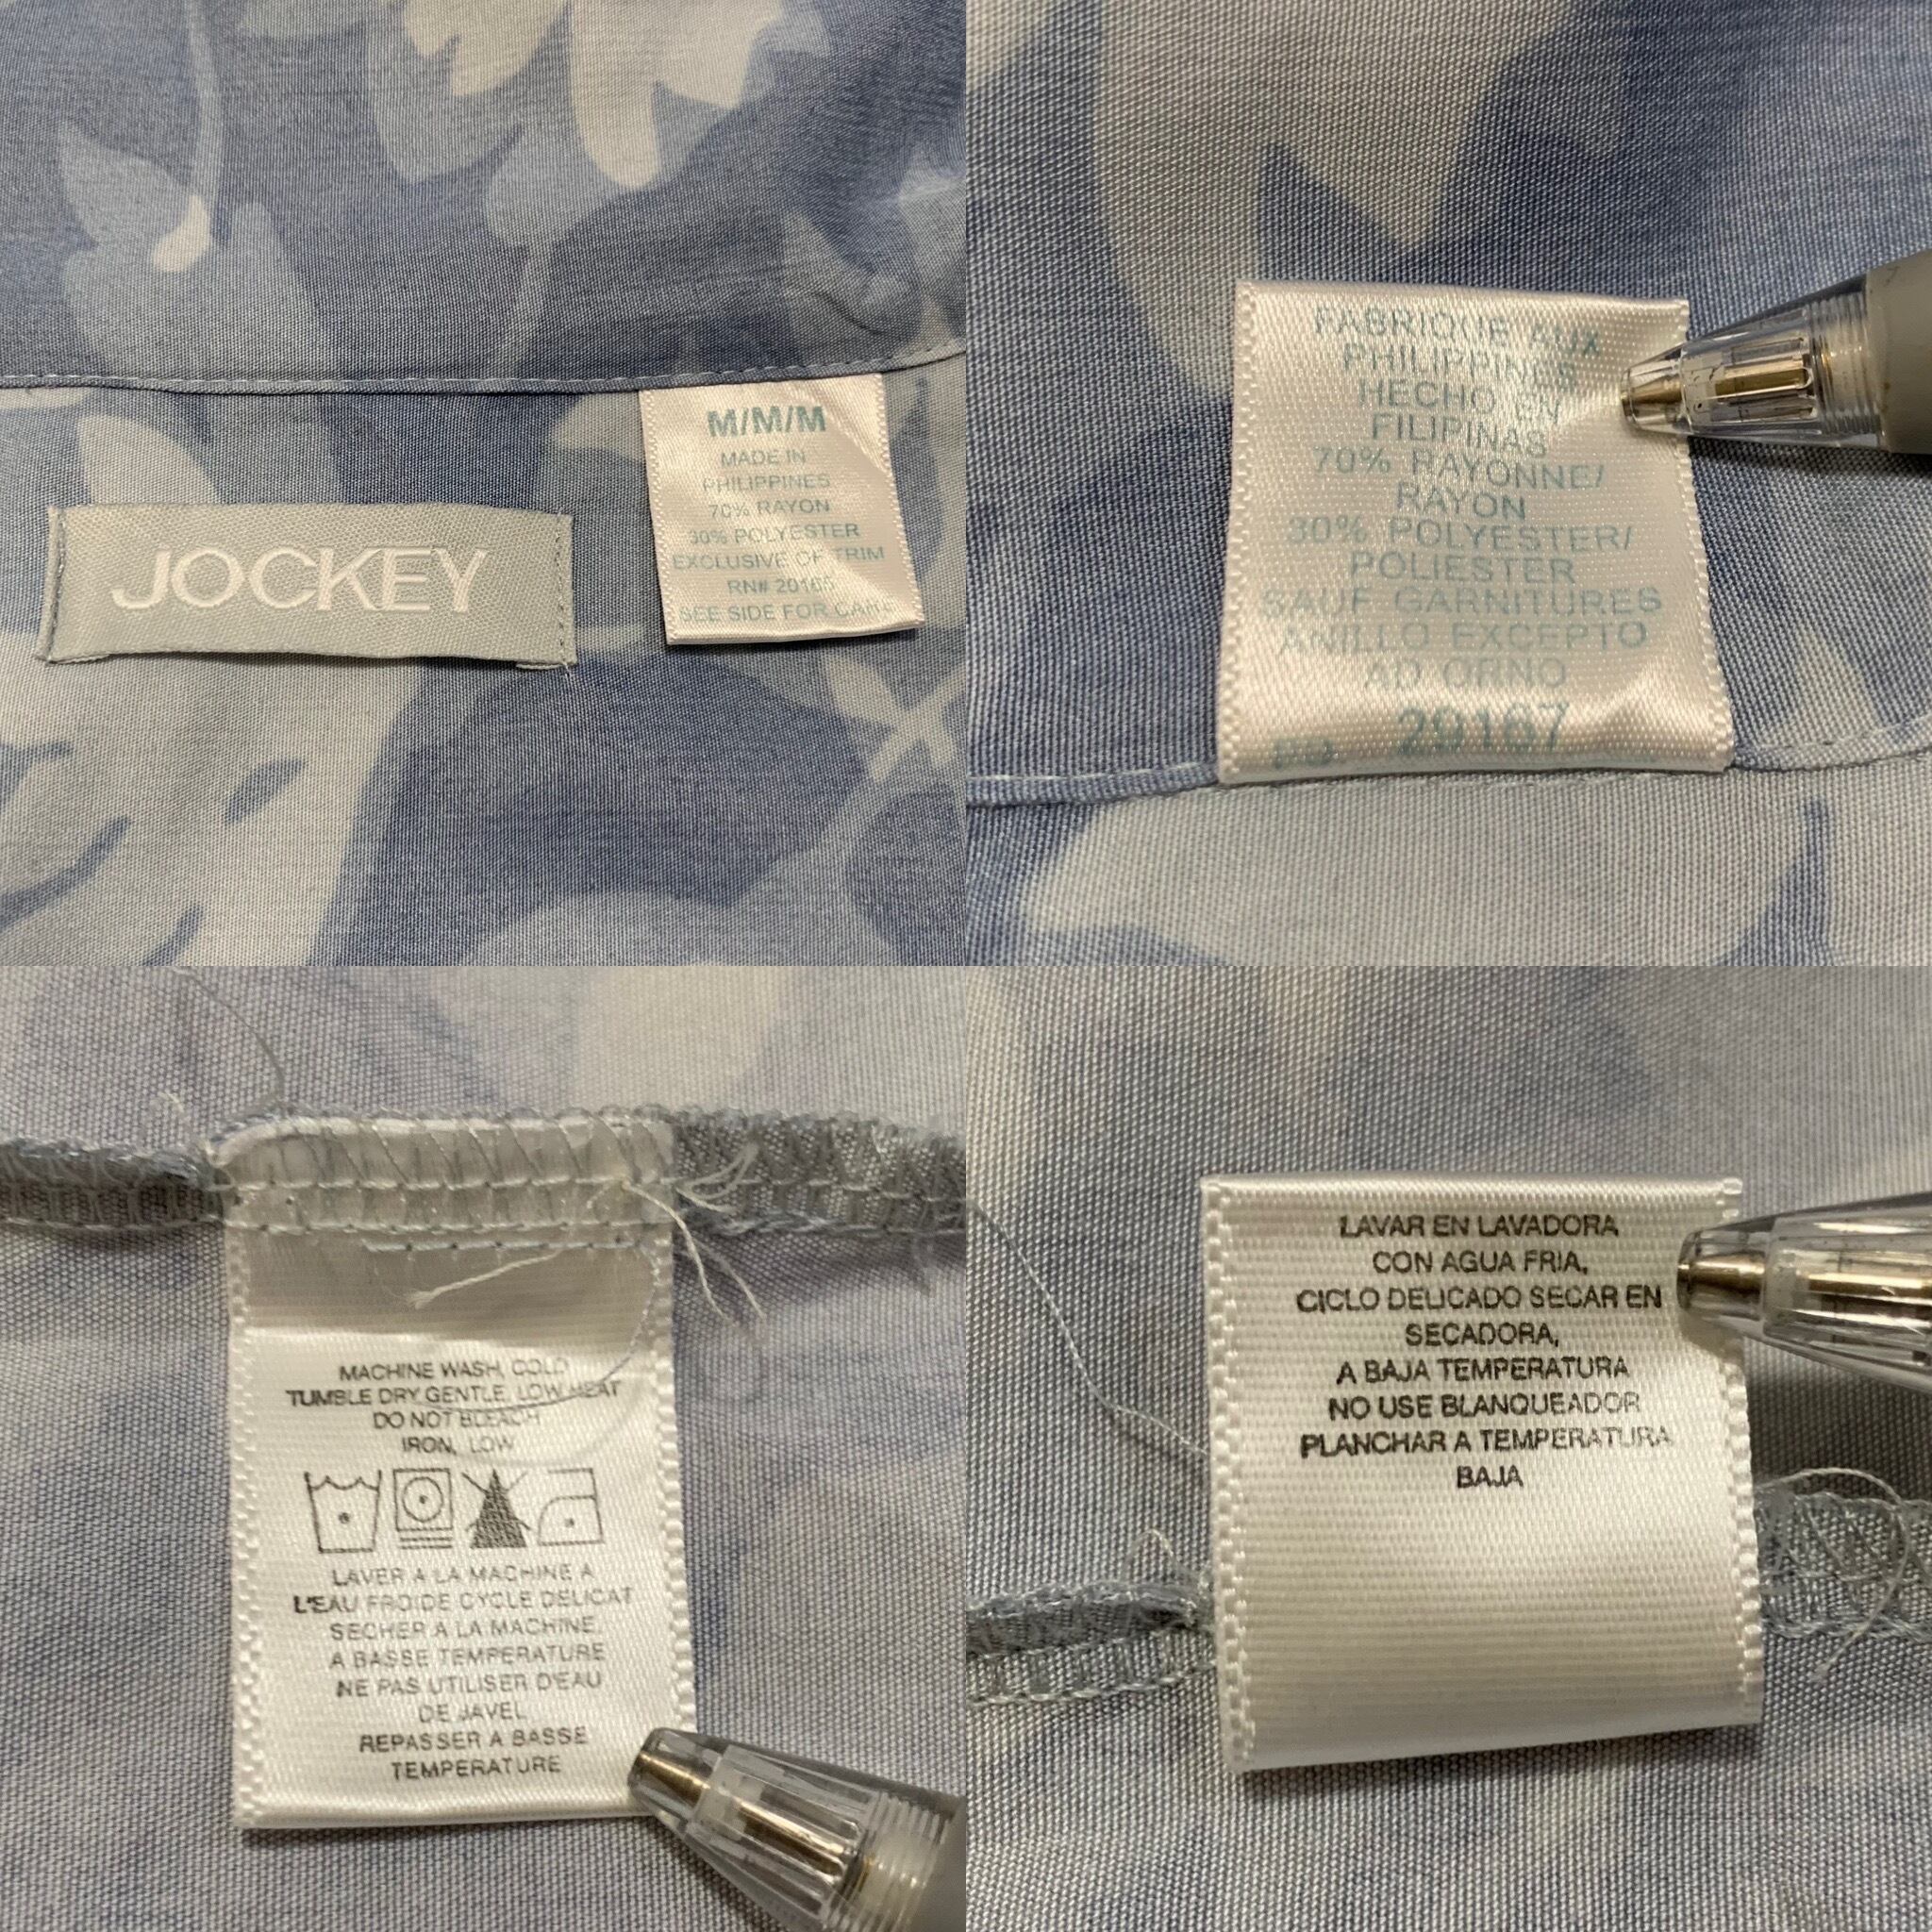 JOCKEY
M/M/M
MADE IN
PHILIPPINES
70% RAYON
30% POLYESTER
EXCLUSIVE OF TRIM
RN# 20165
SEE SIDE FOR CARE
FABRIQUE AUX
PHILIPPINES
HECHO EN
FILIPINAS
70% RAYONNE/
RAYON
30% POLYESTER/
POLIESTER
SAUF GARNITURES
ANILLO EXCEPTO
AD ORNO
29167
MACHINE WASH, COLD
TUMBLE DRY GENTLE, LOW HEAT
DO NOT BLEACH
IRON, LOW
LAVER A LA MACHINE A
L'EAU FROIDE CYCLE DELICAT
SECHER A LA MACHINE,
A BASSE TEMPERATURE
NE PAS UTILISER D'EAU
DE JAVEL
REPASSER A BASSE
TEMPERATURE
LAVAR EN LAVADORA
CON AGUA FRIA,
CICLO DELICADO SECAR EN
SECADORA,
A BAJA TEMPERATURA
NO USE BLANQUEADOR
PLANCHAR A TEMPERATURA
BAJA